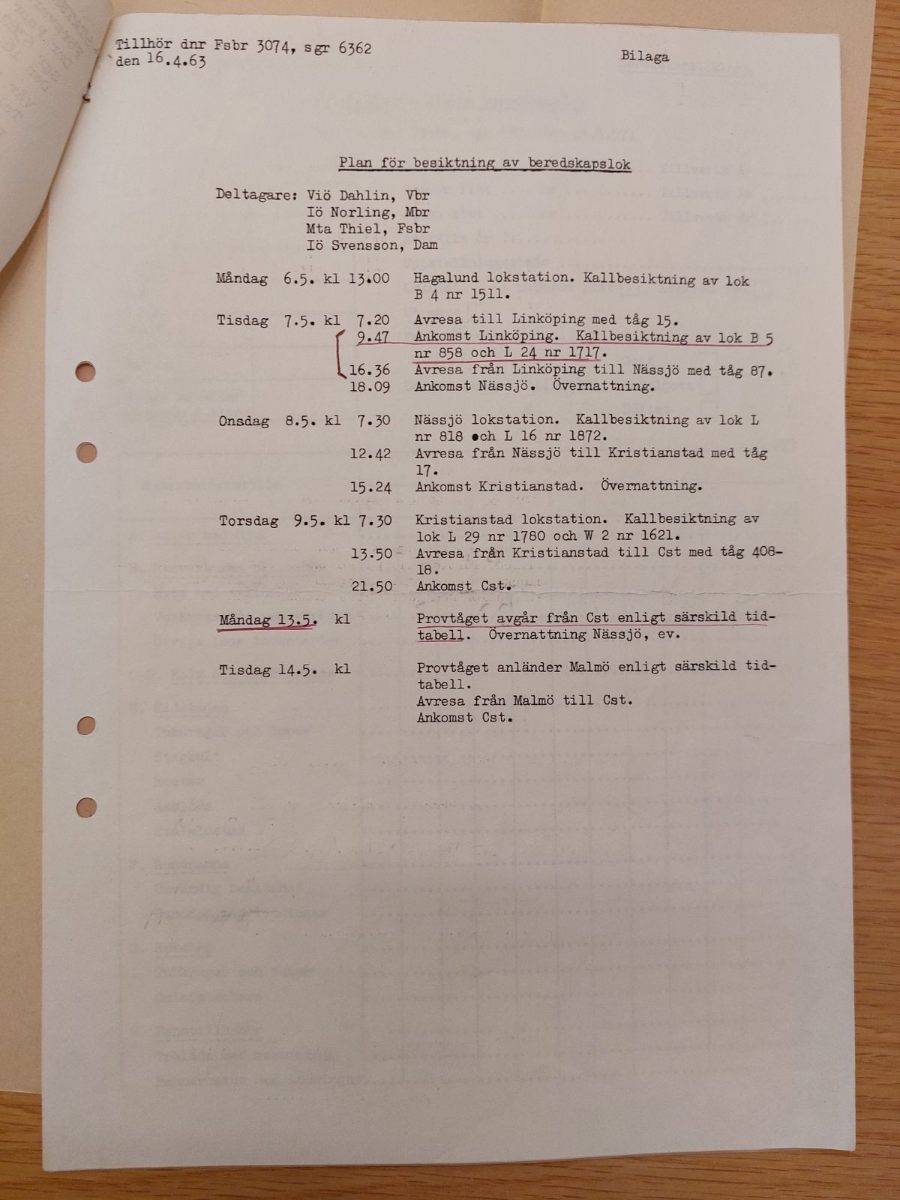 Tillhör dnr Fsbr 3074, sgr 6362
den 16.4.63
Bilaga
Plan för besiktning av beredskapslok
Deltagare: Viö Dahlin, Vbr
Iö Norling, Mbr
Mta Thiel, Fsbr
Iö Svensson, Dam
Måndag 6.5. kl 13.00 Hagalund lokstation. Kallbesiktning av lok
B 4 nr 1511.
Tisdag 7.5. kl 7.20 Avresa till Linköping med tåg 15.
9.47 Ankomst Linköping. Kallbesiktning av lok B 5
nr 858 och L 24 nr 1717.
16.36 Avresa från Linköping till Nässjö med tåg 87.
18.09 Ankomst Nässjö. Övernattning.
Onsdag 8.5. kl 7.30 Nässjö lokstation. Kallbesiktning av lok L
nr 818 och L 16 nr 1872.
12.42 Avresa från Nässjö till Kristianstad med tåg
17.
15.24 Ankomst Kristianstad. Övernattning.
Torsdag 9.5. kl 7.30 Kristianstad lokstation. Kallbesiktning av
lok L 29 nr 1780 och W 2 nr 1621.
13.50 Avresa från Kristianstad till Cst med tåg 408-
18.
21.50 Ankomst Cst.
Måndag 13.5. kl Provtåget avgår från Cst enligt särskild tid-
tabell. Övernattning Nässjö, ev.
Tisdag 14.5. kl Provtåget anländer Malmö enligt särskild tid-
tabell.
Avresa från Malmö till Cst.
Ankomst Cst.